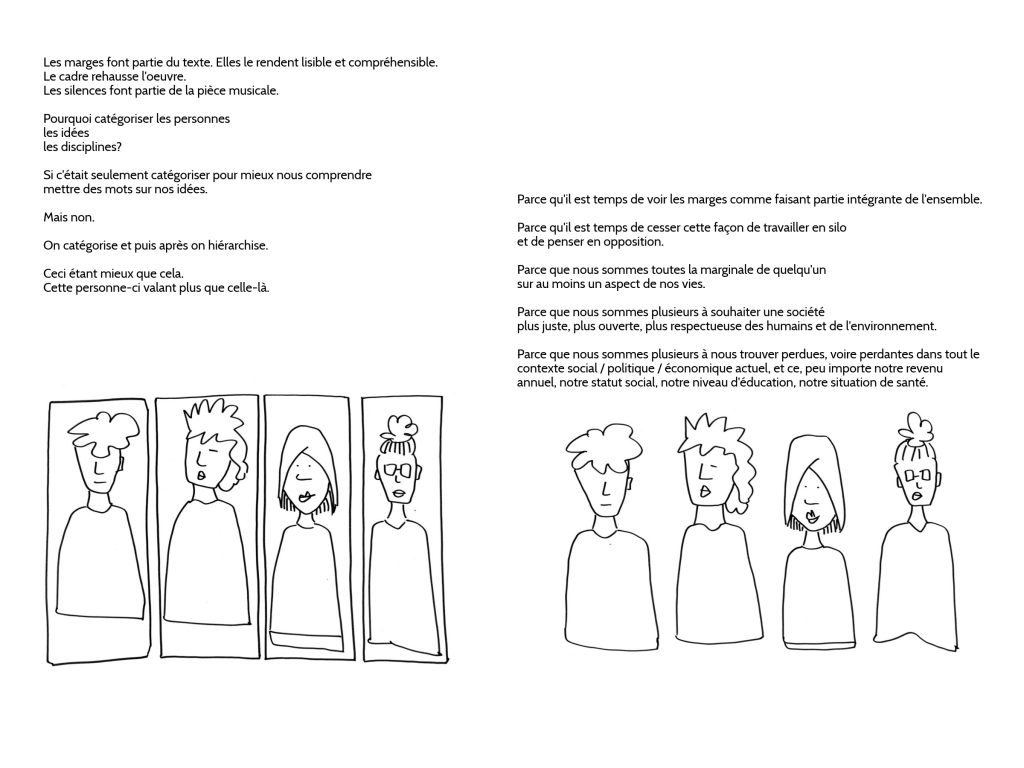 Les marges font partie du texte. Elles le rendent lisible et compréhensible.
Le cadre rehausse l'oeuvre.
Les silences font partie de la pièce musicale.
Pourquoi catégoriser les personnes
les idées
les disciplines?
Si c'était seulement catégoriser pour mieux nous comprendre
mettre des mots sur nos idées.
Mais non.
On catégorise et puis après on hiérarchise.
Ceci étant mieux que cela.
Cette personne-ci valant plus que celle-là.
Parce qu'il est temps de voir les marges comme faisant partie intégrante de l'ensemble.
Parce qu'il est temps de cesser cette façon de travailler en silo
et de penser en opposition.
Parce que nous sommes toutes la marginale de quelqu'un
sur au moins un aspect de nos vies.
Parce que nous sommes plusieurs à souhaiter une société
plus juste, plus ouverte, plus respectueuse des humains et de l'environnement.
Parce que nous sommes plusieurs à nous trouver perdues, voire perdantes dans tout le
contexte social / politique / économique actuel, et ce, peu importe notre revenu
annuel, notre statut social, notre niveau d'éducation, notre situation de santé.